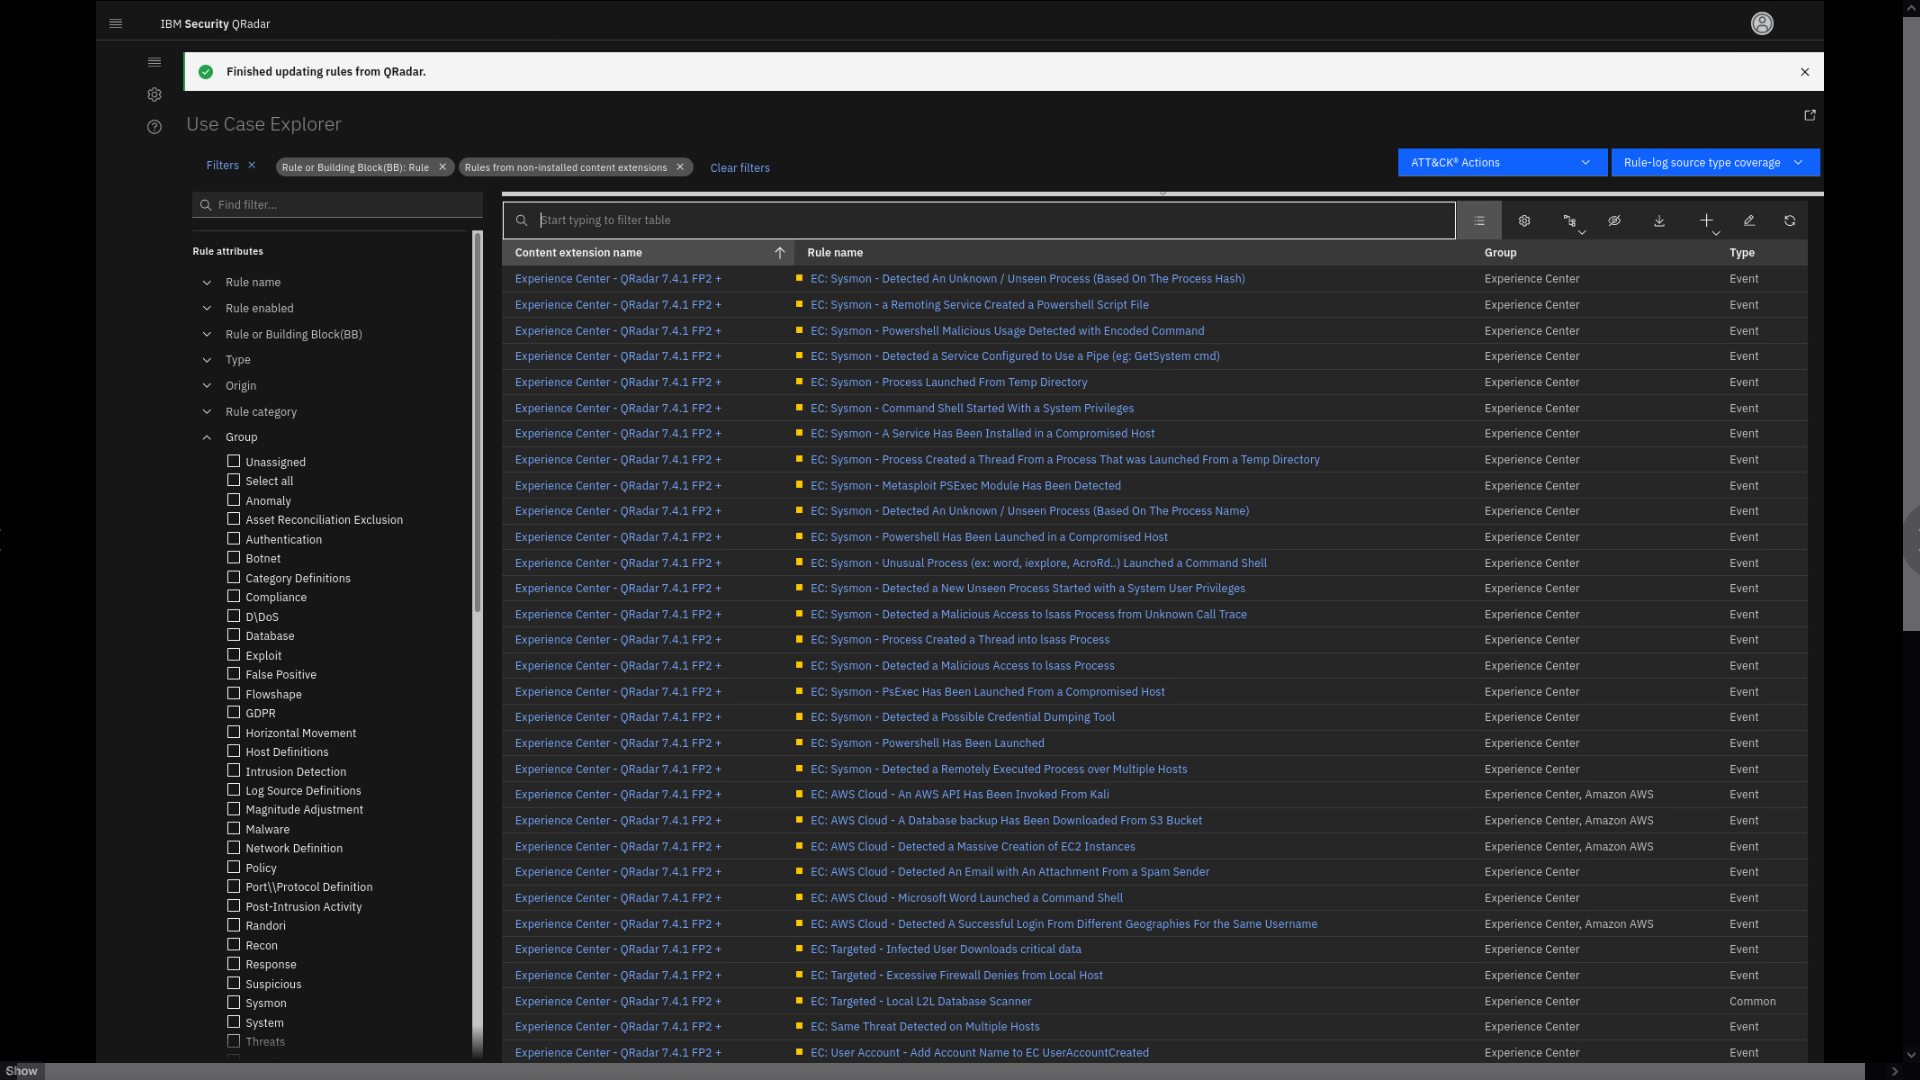 IBM Security QRadar
Finished updating rules from QRadar.
Use Case Explorer
Filters
Rule or Building Block(BB): Rule
Rules from non-installed content extensions
Clear filters
ATT&CK® Actions
Rule-log source type coverage
Find filter...
Rule attributes
Rule name
Rule enabled
Rule or Building Block(BB)
Type
Origin
Rule category
Group
Unassigned
Select all
Anomaly
Asset Reconciliation Exclusion
Authentication
Botnet
Category Definitions
Compliance
D\DoS
Database
Exploit
False Positive
Flowshape
GDPR
Horizontal Movement
Host Definitions
Intrusion Detection
Log Source Definitions
Magnitude Adjustment
Malware
Network Definition
Policy
Port\\Protocol Definition
Post-Intrusion Activity
Randori
Recon
Response
Suspicious
Sysmon
System
Threats
Start typing to filter table
Content extension name Rule name Group Type
Experience Center - QRadar 7.4.1 FP2 + EC: Sysmon - Detected An Unknown / Unseen Process (Based On The Process Hash) Experience Center Event
Experience Center - QRadar 7.4.1 FP2 + EC: Sysmon - a Remoting Service Created a Powershell Script File Experience Center Event
Experience Center - QRadar 7.4.1 FP2 + EC: Sysmon - Powershell Malicious Usage Detected with Encoded Command Experience Center Event
Experience Center - QRadar 7.4.1 FP2 + EC: Sysmon - Detected a Service Configured to Use a Pipe (eg: GetSystem cmd) Experience Center Event
Experience Center - QRadar 7.4.1 FP2 + EC: Sysmon - Process Launched From Temp Directory Experience Center Event
Experience Center - QRadar 7.4.1 FP2 + EC: Sysmon - Command Shell Started With a System Privileges Experience Center Event
Experience Center - QRadar 7.4.1 FP2 + EC: Sysmon - A Service Has Been Installed in a Compromised Host Experience Center Event
Experience Center - QRadar 7.4.1 FP2 + EC: Sysmon - Process Created a Thread From a Process That was Launched From a Temp Directory Experience Center Event
Experience Center - QRadar 7.4.1 FP2 + EC: Sysmon - Metasploit PSExec Module Has Been Detected Experience Center Event
Experience Center - QRadar 7.4.1 FP2 + EC: Sysmon - Detected An Unknown / Unseen Process (Based On The Process Name) Experience Center Event
Experience Center - QRadar 7.4.1 FP2 + EC: Sysmon - Powershell Has Been Launched in a Compromised Host Experience Center Event
Experience Center - QRadar 7.4.1 FP2 + EC: Sysmon - Unusual Process (ex: word, iexplore, AcroRd..) Launched a Command Shell Experience Center Event
Experience Center - QRadar 7.4.1 FP2 + EC: Sysmon - Detected a New Unseen Process Started with a System User Privileges Experience Center Event
Experience Center - QRadar 7.4.1 FP2 + EC: Sysmon - Detected a Malicious Access to lsass Process from Unknown Call Trace Experience Center Event
Experience Center - QRadar 7.4.1 FP2 + EC: Sysmon - Process Created a Thread into lsass Process Experience Center Event
Experience Center - QRadar 7.4.1 FP2 + EC: Sysmon - Detected a Malicious Access to lsass Process Experience Center Event
Experience Center - QRadar 7.4.1 FP2 + EC: Sysmon - PsExec Has Been Launched From a Compromised Host Experience Center Event
Experience Center - QRadar 7.4.1 FP2 + EC: Sysmon - Detected a Possible Credential Dumping Tool Experience Center Event
Experience Center - QRadar 7.4.1 FP2 + EC: Sysmon - Powershell Has Been Launched Experience Center Event
Experience Center - QRadar 7.4.1 FP2 + EC: Sysmon - Detected a Remotely Executed Process over Multiple Hosts Experience Center Event
Experience Center - QRadar 7.4.1 FP2 + EC: AWS Cloud - An AWS API Has Been Invoked From Kali Experience Center, Amazon AWS Event
Experience Center - QRadar 7.4.1 FP2 + EC: AWS Cloud - A Database backup Has Been Downloaded From S3 Bucket Experience Center, Amazon AWS Event
Experience Center - QRadar 7.4.1 FP2 + EC: AWS Cloud - Detected a Massive Creation of EC2 Instances Experience Center, Amazon AWS Event
Experience Center - QRadar 7.4.1 FP2 + EC: AWS Cloud - Detected An Email with An Attachment From a Spam Sender Experience Center Event
Experience Center - QRadar 7.4.1 FP2 + EC: AWS Cloud - Microsoft Word Launched a Command Shell Experience Center Event
Experience Center - QRadar 7.4.1 FP2 + EC: AWS Cloud - Detected A Successful Login From Different Geographies For the Same Username Experience Center, Amazon AWS Event
Experience Center - QRadar 7.4.1 FP2 + EC: Targeted - Infected User Downloads critical data Experience Center Event
Experience Center - QRadar 7.4.1 FP2 + EC: Targeted - Excessive Firewall Denies from Local Host Experience Center Event
Experience Center - QRadar 7.4.1 FP2 + EC: Targeted - Local L2L Database Scanner Experience Center Common
Experience Center - QRadar 7.4.1 FP2 + EC: Same Threat Detected on Multiple Hosts Experience Center Event
Experience Center - QRadar 7.4.1 FP2 + EC: User Account - Add Account Name to EC UserAccountCreated Experience Center Event
Show